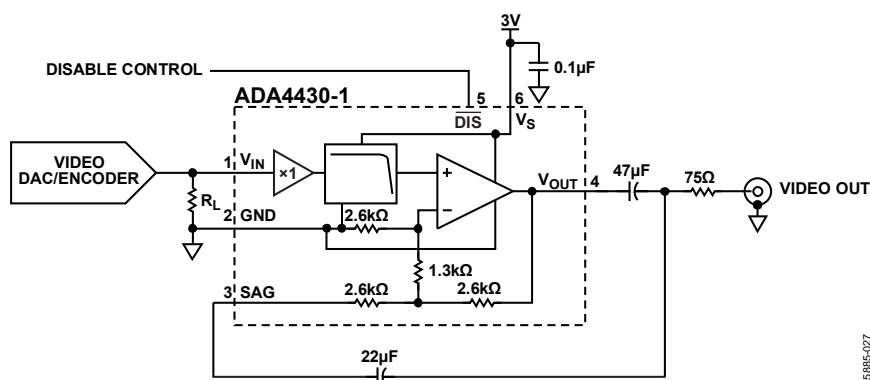 3V
DISABLE CONTROL
0.1µF
ADA4430-1
5
6
DIS
VS
VIDEO
DAC/ENCODER
1
VIN
×1
+
–
VOUT
4
47µF
75Ω
VIDEO OUT
RL
2
GND
2.6kΩ
1.3kΩ
3
SAG
2.6kΩ
2.6kΩ
22µF
5885-027